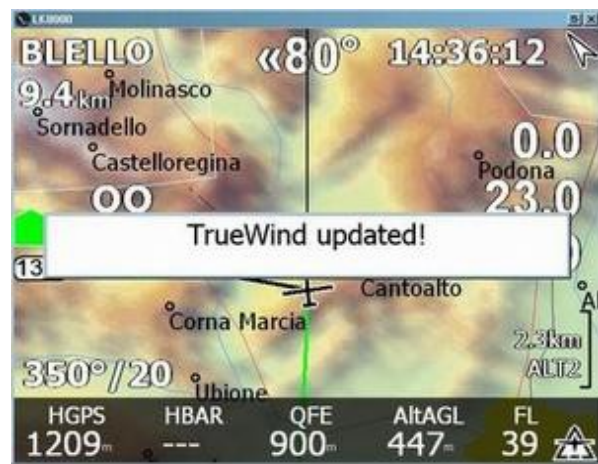 LK8000
BLELLO «80° 14:36:12
9.4km Molinasco
Sornadello
Castelloregina
0.0
Podona
23.0
TrueWind updated!
13
Cantoalto
Corna Marcia
2.3km
ALT2
350°/20
Ubione
HGPS HBAR QFE AltAGL FL
1209m --- 900m 447m 39